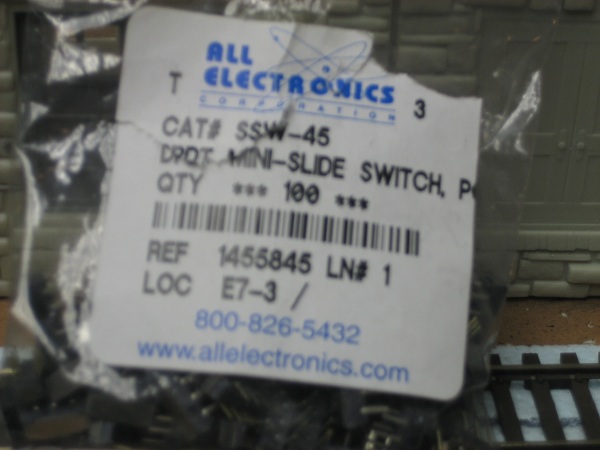 ALL
T ELECTRONICS 3
CORPORATION
CAT# SSW-45
DPDT MINI-SLIDE SWITCH,
QTY *** 100 ***
REF 1455845 LN# 1
LOC E7-3 /
800-826-5432
www.allelectronics.com